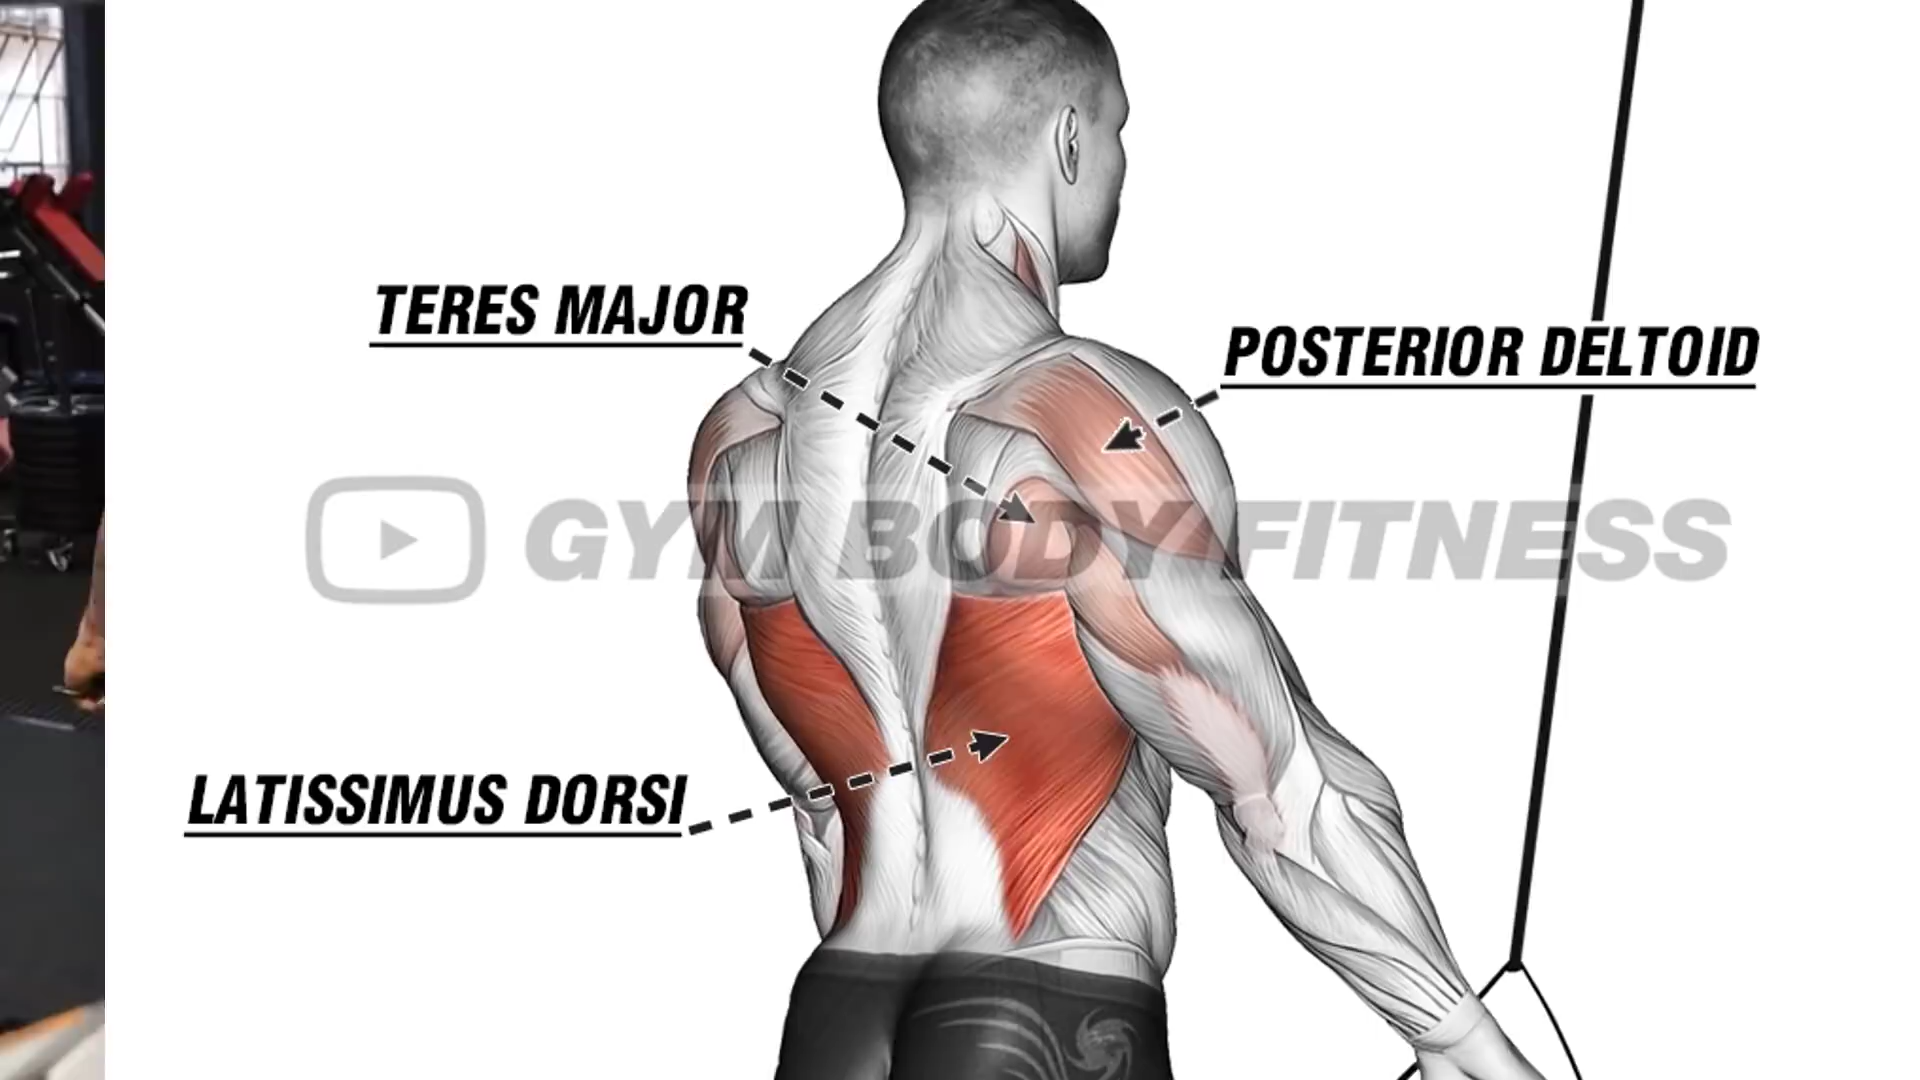 TERES MAJOR
POSTERIOR DELTOID
GYM BODY FITNESS
LATISSIMUS DORSI